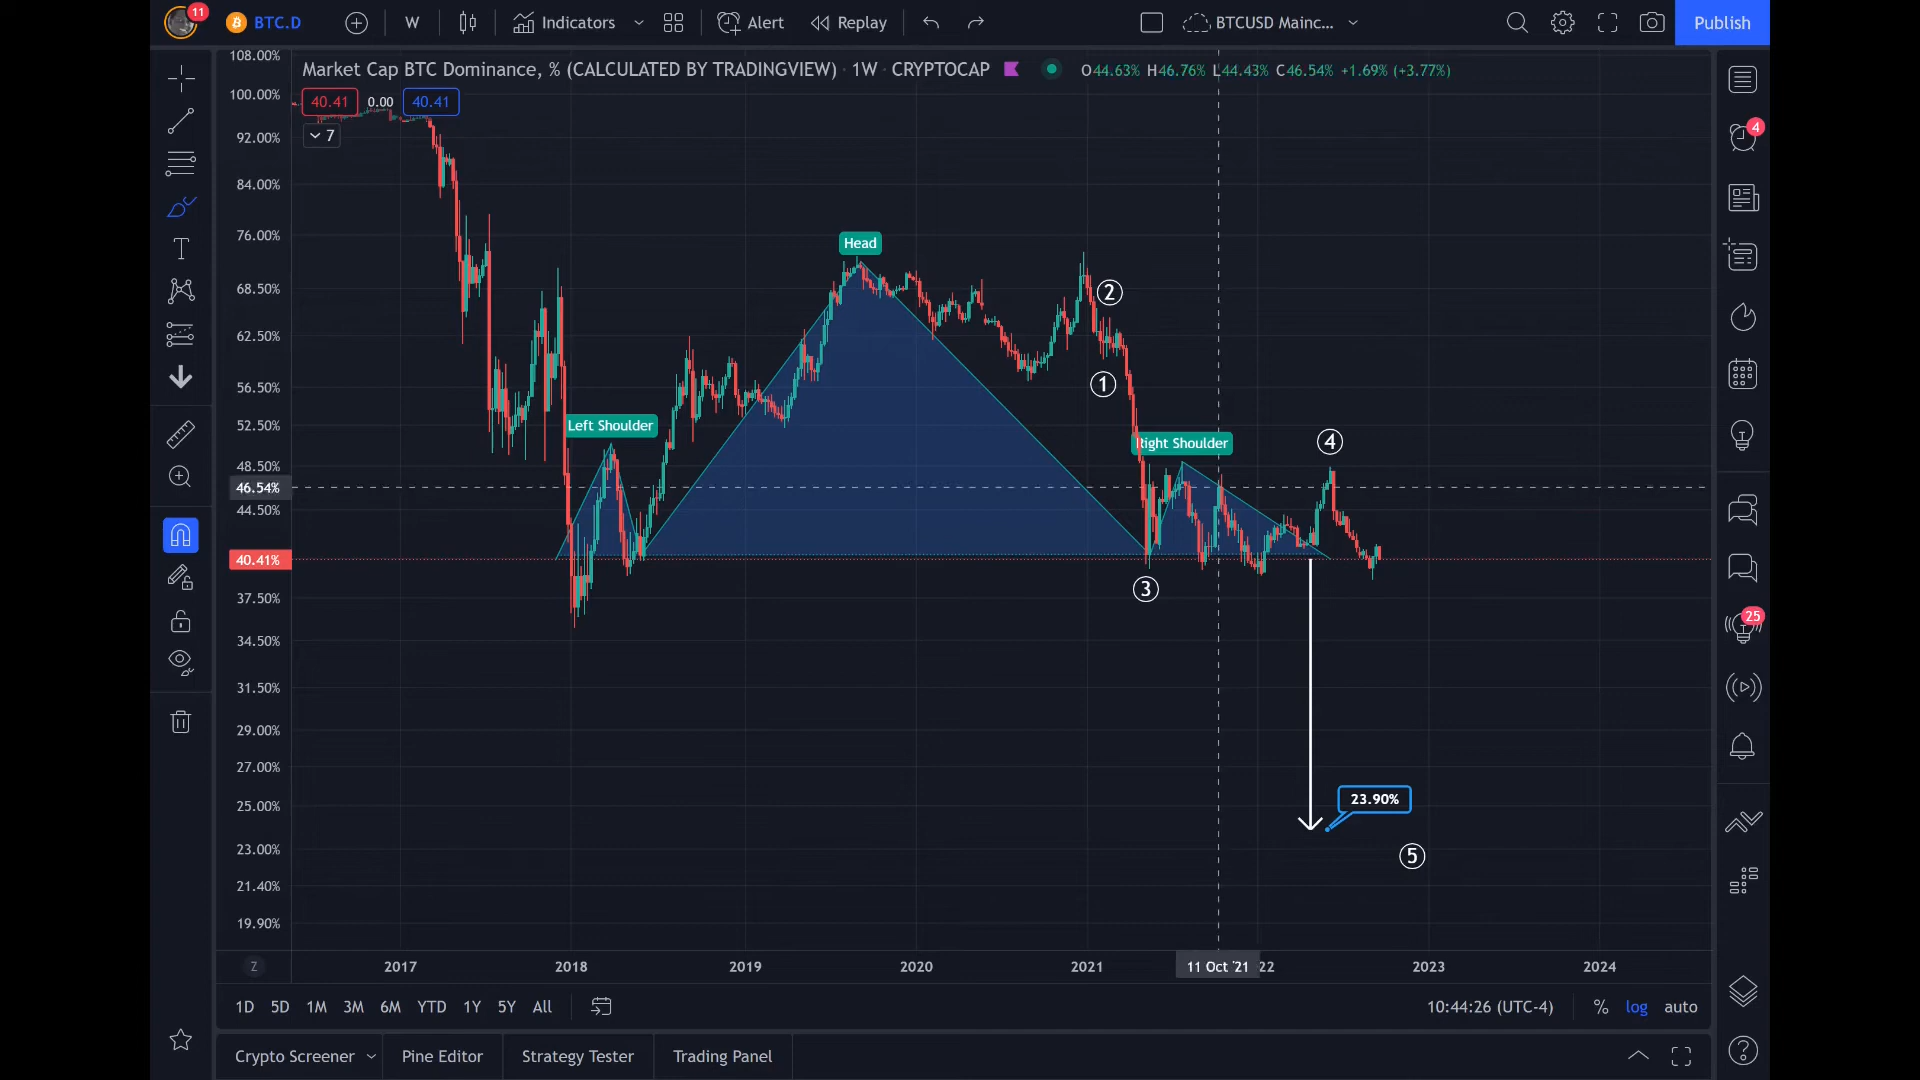 11
BTC.D
W
Indicators
Alert
Replay
BTCUSD Mainc...
Publish
Market Cap BTC Dominance, % (CALCULATED BY TRADINGVIEW) · 1W · CRYPTOCAP
O44.63% H46.76% L44.43% C46.54% +1.69% (+3.77%)
40.41 0.00 40.41
7
108.00%
100.00%
92.00%
84.00%
76.00%
68.50%
62.50%
56.50%
52.50%
48.50%
46.54%
44.50%
40.41%
37.50%
34.50%
31.50%
29.00%
27.00%
25.00%
23.00%
21.40%
19.90%
Head
Left Shoulder
Right Shoulder
②
①
④
③
23.90%
⑤
4
25
Z
2017 2018 2019 2020 2021 11 Oct '21 22 2023 2024
1D 5D 1M 3M 6M YTD 1Y 5Y All
10:44:26 (UTC-4) % log auto
Crypto Screener Pine Editor Strategy Tester Trading Panel